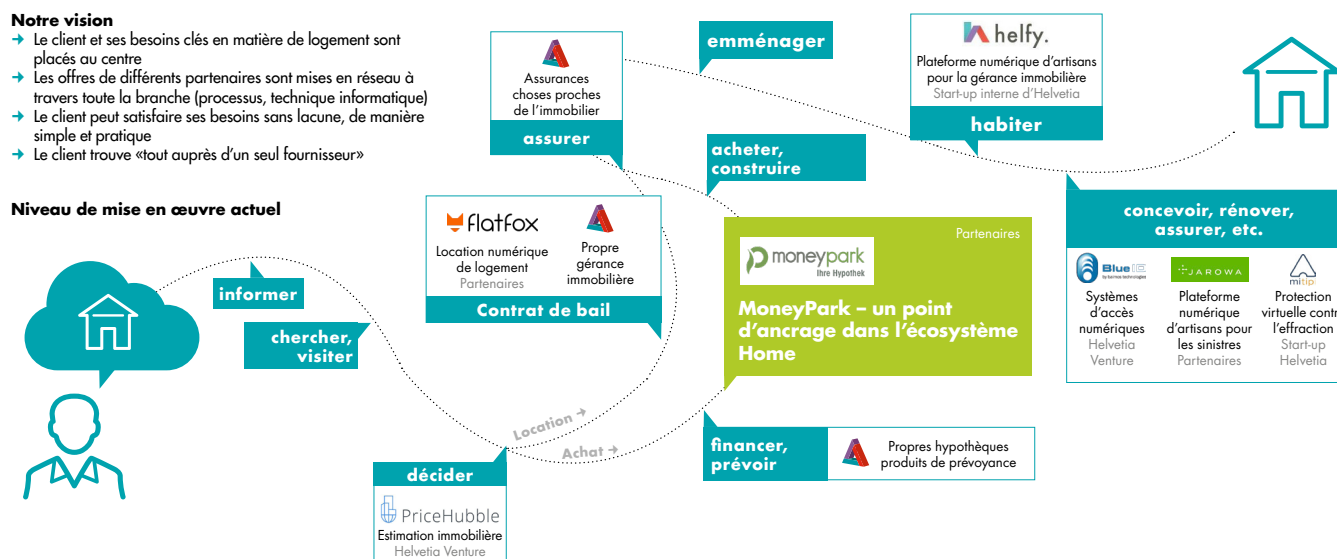 Notre vision
→ Le client et ses besoins clés en matière de logement sont
placés au centre
→ Les offres de différents partenaires sont mises en réseau à
travers toute la branche (processus, technique informatique)
→ Le client peut satisfaire ses besoins sans lacune, de manière
simple et pratique
→ Le client trouve «tout auprès d'un seul fournisseur»
Niveau de mise en œuvre actuel
informer
chercher,
visiter
décider
PriceHubble
Estimation immobilière
Helvetia Venture
Location →
Achat →
flatfox
Location numérique
de logement
Partenaires
Propre
gérance
immobilière
Contrat de bail
Assurances
choses proches
de l'immobilier
assurer
emménager
acheter,
construire
Partenaires
moneypark
Ihre Hypothek
MoneyPark – un point
d'ancrage dans l'écosystème
Home
financer,
prévoir
Propres hypothèques
produits de prévoyance
helfy.
Plateforme numérique d'artisans
pour la gérance immobilière
Start-up interne d'Helvetia
habiter
concevoir, rénover,
assurer, etc.
BlueID
Systèmes
d'accès
numériques
Helvetia
Venture
JAROWA
Plateforme
numérique
d'artisans pour
les sinistres
Partenaires
mitipi
Protection
virtuelle contre
l'effraction
Start-up
Helvetia